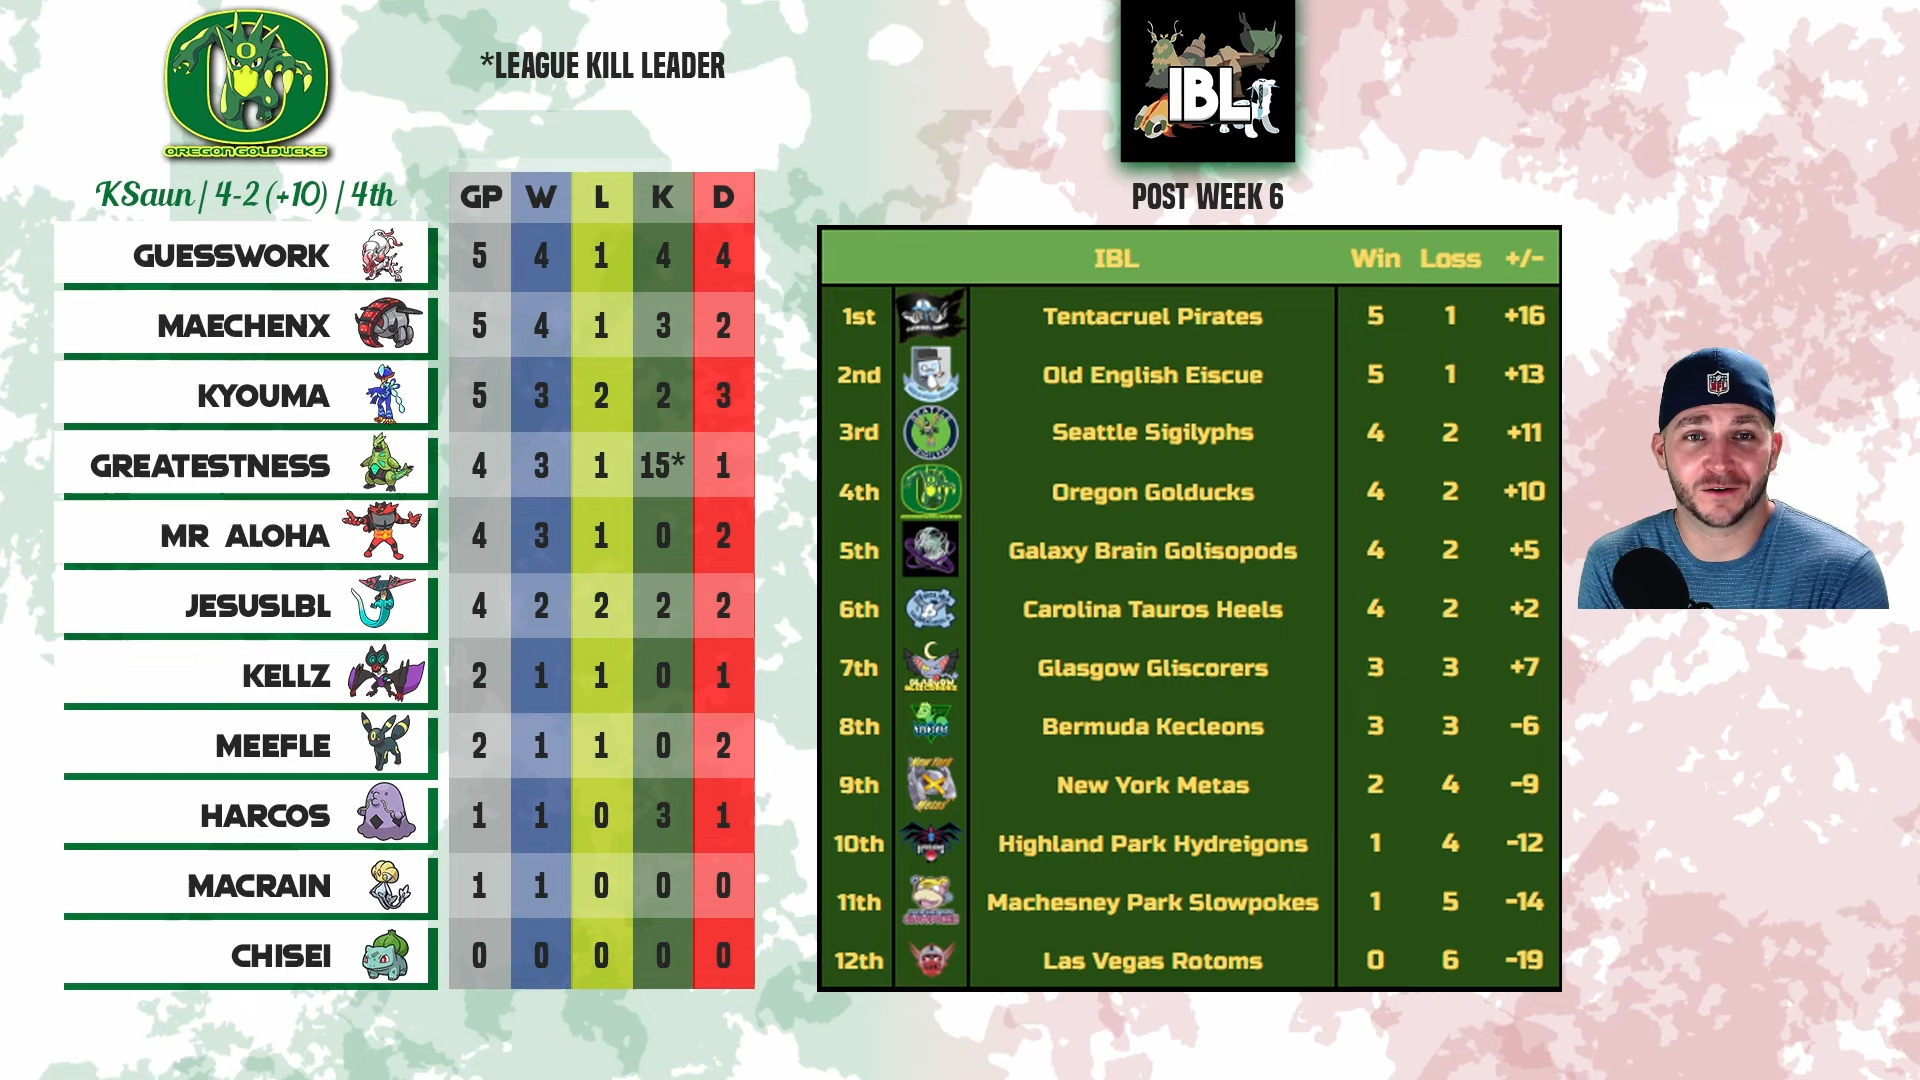 OREGON GOLDUCKS
*LEAGUE KILL LEADER
IBL
KSaun / 4-2 (+10) / 4th
GP W L K D
POST WEEK 6
GUESSWORK 5 4 1 4 4
MAECHENX 5 4 1 3 2
KYOUMA 5 3 2 2 3
GREATESTNESS 4 3 1 15* 1
MR ALOHA 4 3 1 0 2
JESUSLBL 4 2 2 2 2
KELLZ 2 1 1 0 1
MEEFLE 2 1 1 0 2
HARCOS 1 1 0 3 1
MACRAIN 1 1 0 0 0
CHISEI 0 0 0 0 0
IBL Win Loss +/-
1st Tentacruel Pirates 5 1 +16
2nd Old English Eiscue 5 1 +13
3rd Seattle Sigilyphs 4 2 +11
4th Oregon Golducks 4 2 +10
5th Galaxy Brain Golisopods 4 2 +5
6th Carolina Tauros Heels 4 2 +2
7th Glasgow Gliscorers 3 3 +7
8th Bermuda Kecleons 3 3 -6
9th New York Metas 2 4 -9
10th Highland Park Hydreigons 1 4 -12
11th Machesney Park Slowpokes 1 5 -14
12th Las Vegas Rotoms 0 6 -19
NFL